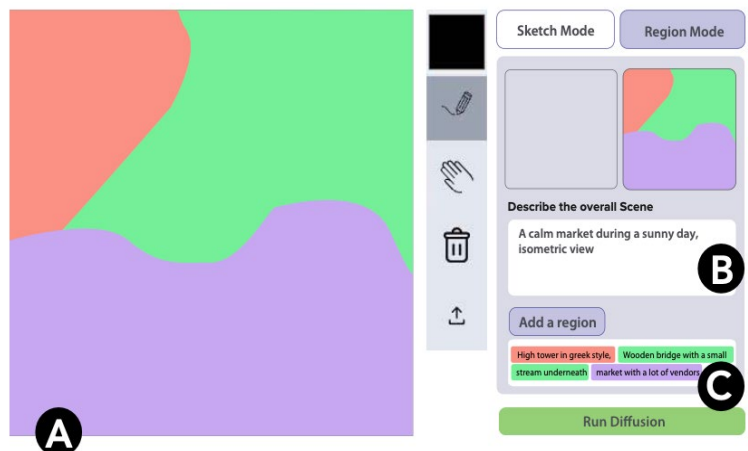 Sketch Mode
Region Mode
Describe the overall Scene
A calm market during a sunny day,
isometric view
B
Add a region
High tower in greek style, Wooden bridge with a small
stream underneath market with a lot of vendors
C
Run Diffusion
A